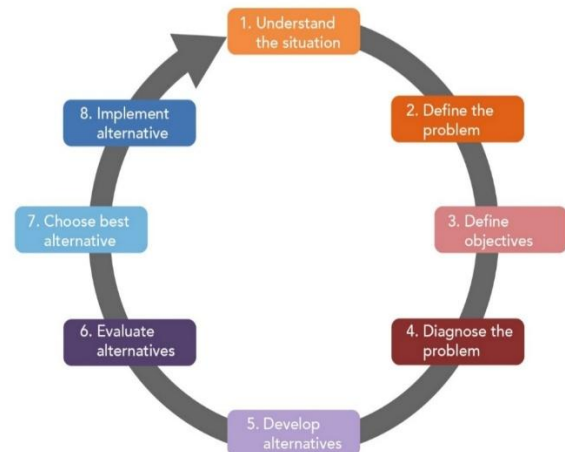 1. Understand
the situation
2. Define the
problem
3. Define
objectives
4. Diagnose the
problem
5. Develop
alternatives
6. Evaluate
alternatives
7. Choose best
alternative
8. Implement
alternative